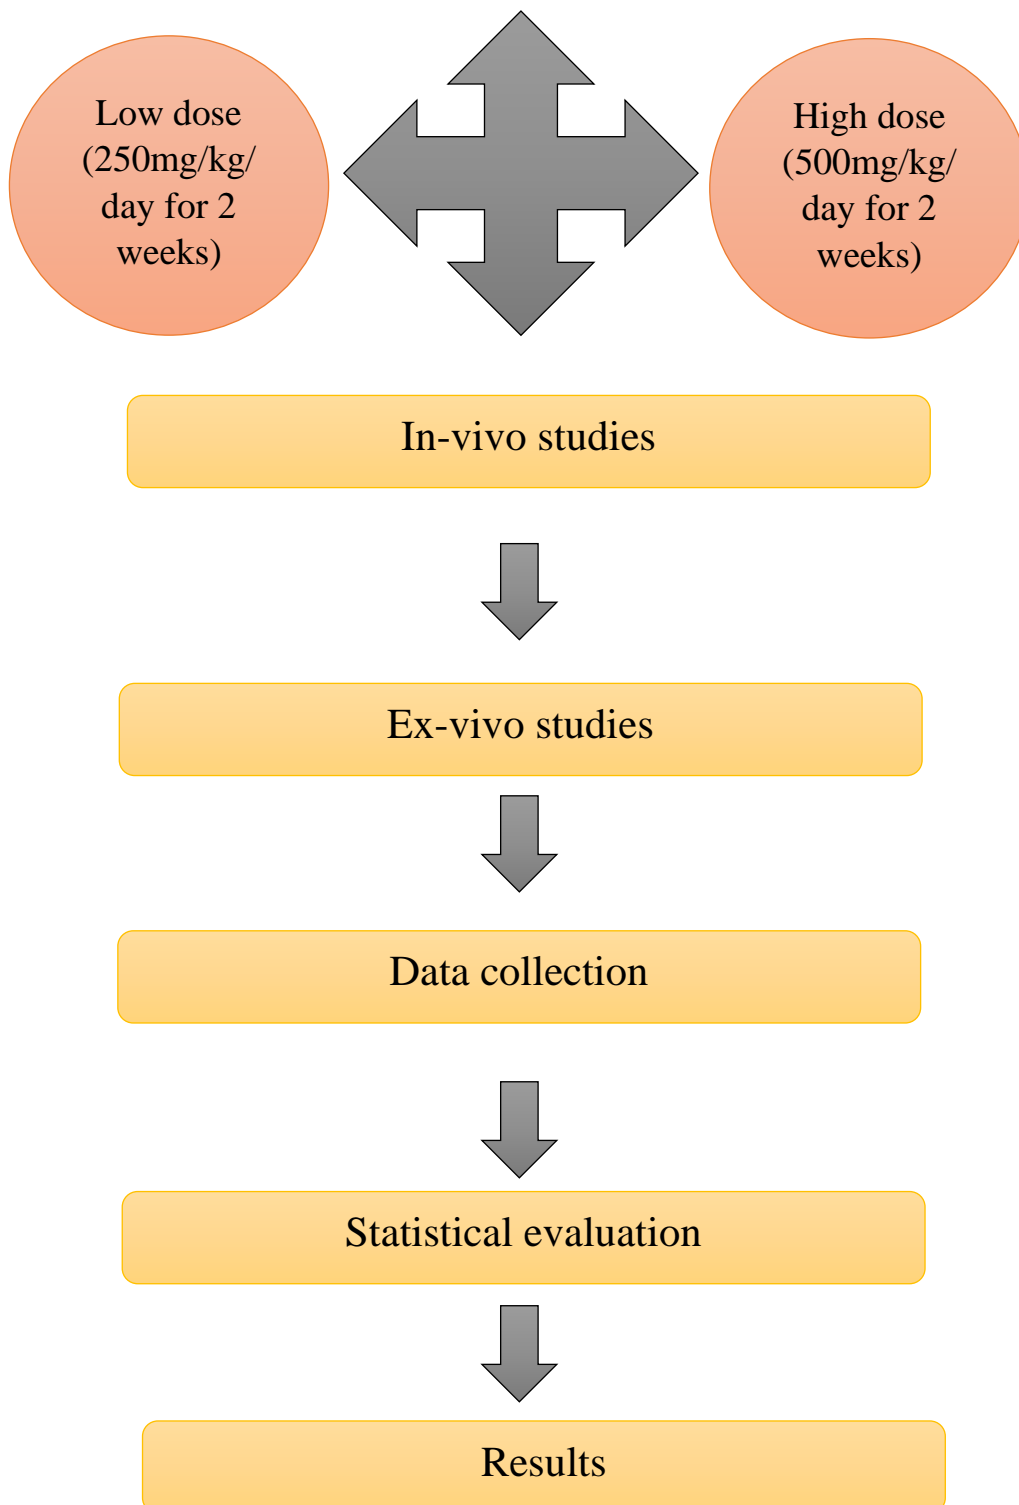 Low dose
(250mg/kg/
day for 2
weeks)
High dose
(500mg/kg/
day for 2
weeks)
In-vivo studies
Ex-vivo studies
Data collection
Statistical evaluation
Results